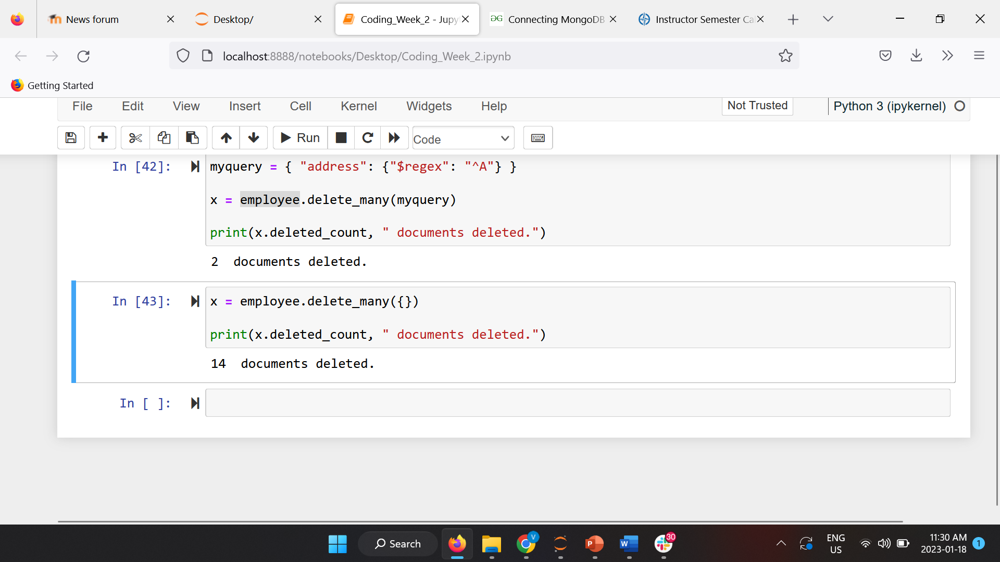 News forum
Desktop/
Coding_Week_2 - Jupy
Connecting MongoDB
Instructor Semester Ca
localhost:8888/notebooks/Desktop/Coding_Week_2.ipynb
Getting Started
File Edit View Insert Cell Kernel Widgets Help
Not Trusted
Python 3 (ipykernel)
Run
Code
In [42]:
myquery = { "address": {"$regex": "^A"} }
x = employee.delete_many(myquery)
print(x.deleted_count, " documents deleted.")
2  documents deleted.
In [43]:
x = employee.delete_many({})
print(x.deleted_count, " documents deleted.")
14  documents deleted.
In [ ]:
Search
V
P
W
30
ENG
US
11:30 AM
2023-01-18
1